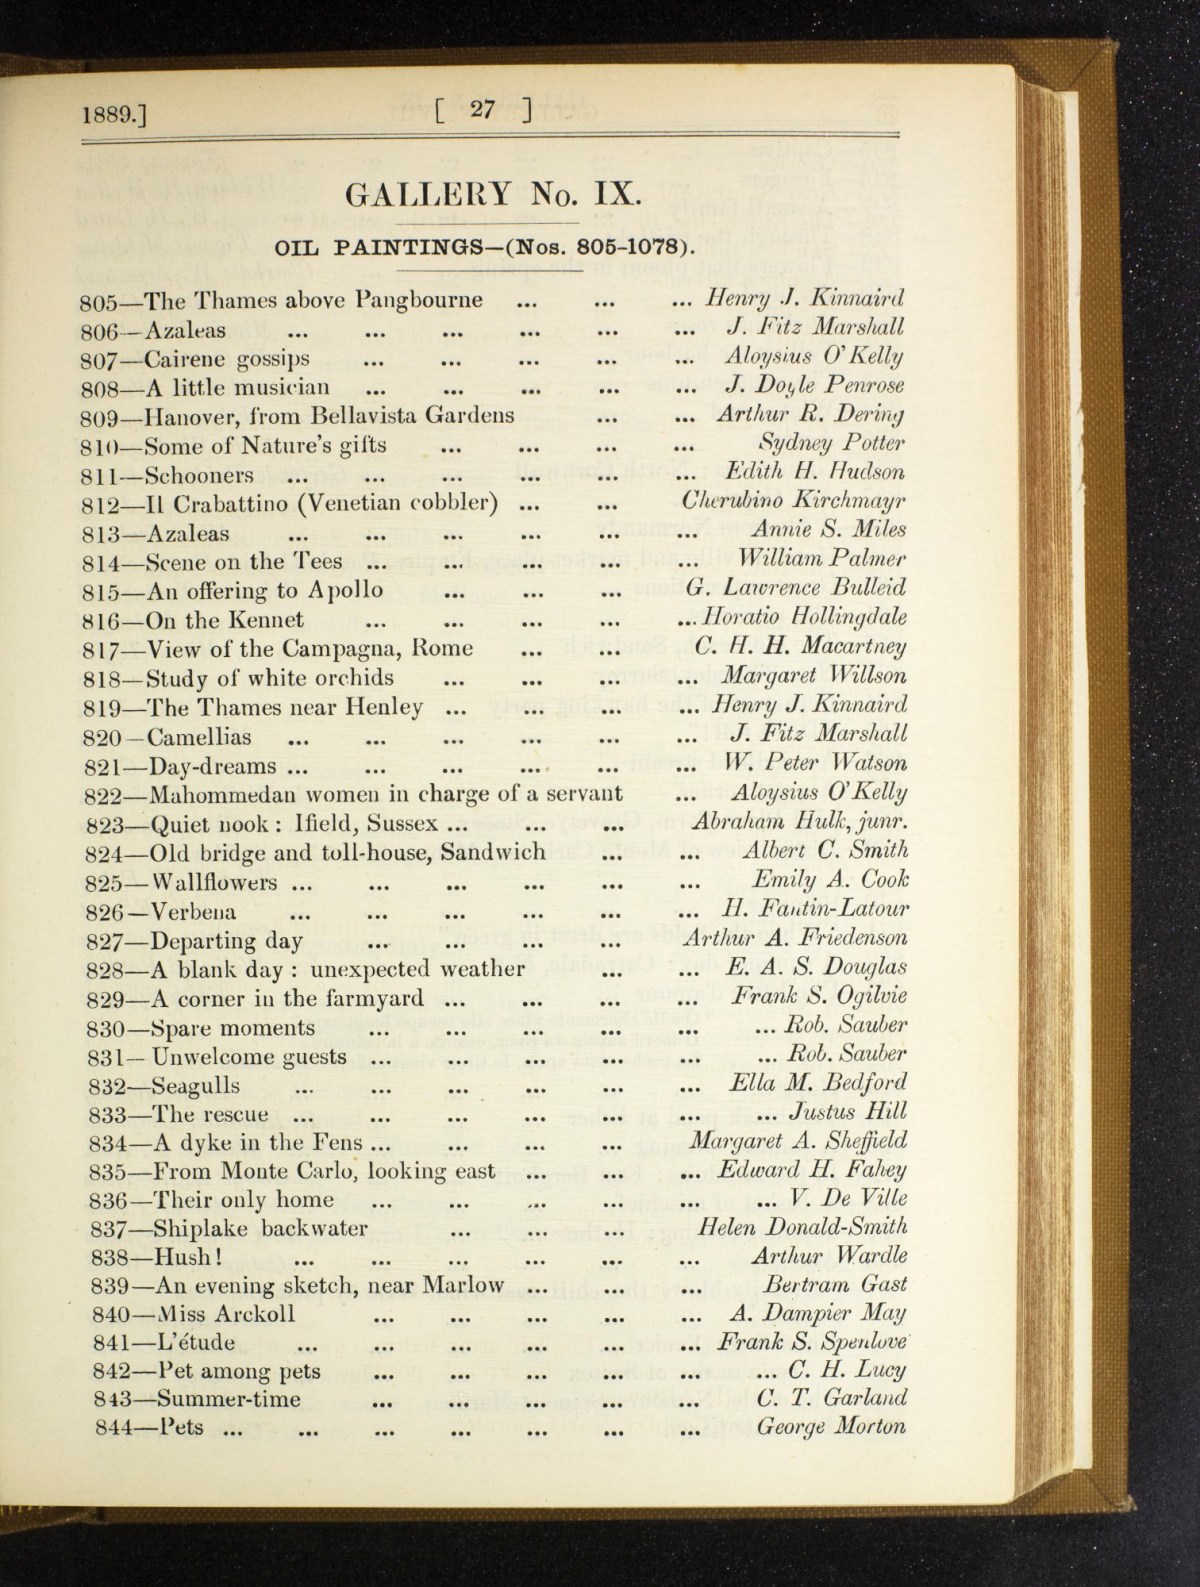 1889.] [ 27 ]
GALLERY No. IX.
OIL PAINTINGS—(Nos. 805-1078).
805—The Thames above Pangbourne ... ... ... Henry J. Kinnaird
806—Azaleas ... ... ... ... ... ... J. Fitz Marshall
807—Cairene gossips ... ... ... ... ... Aloysius O'Kelly
808—A little musician ... ... ... ... ... J. Doyle Penrose
809—Hanover, from Bellavista Gardens ... ... Arthur R. Dering
810—Some of Nature's gifts ... ... ... ... Sydney Potter
811—Schooners ... ... ... ... ... ... Edith H. Hudson
812—Il Crabattino (Venetian cobbler) ... ... Cherubino Kirchmayr
813—Azaleas ... ... ... ... ... ... Annie S. Miles
814—Scene on the Tees ... ... ... ... ... William Palmer
815—An offering to Apollo ... ... ... G. Lawrence Bulleid
816—On the Kennet ... ... ... ... ... Horatio Hollingdale
817—View of the Campagna, Rome ... ... C. H. H. Macartney
818—Study of white orchids ... ... ... ... Margaret Willson
819—The Thames near Henley ... ... ... ... Henry J. Kinnaird
820—Camellias ... ... ... ... ... ... J. Fitz Marshall
821—Day-dreams ... ... ... ... ... ... W. Peter Watson
822—Mahommedan women in charge of a servant ... Aloysius O'Kelly
823—Quiet nook: Ifield, Sussex ... ... ... Abraham Hulk, junr.
824—Old bridge and toll-house, Sandwich ... ... Albert C. Smith
825—Wallflowers ... ... ... ... ... ... Emily A. Cook
826—Verbena ... ... ... ... ... ... H. Fantin-Latour
827—Departing day ... ... ... ... Arthur A. Friedenson
828—A blank day: unexpected weather ... ... E. A. S. Douglas
829—A corner in the farmyard ... ... ... ... Frank S. Ogilvie
830—Spare moments ... ... ... ... ... ... Rob. Sauber
831—Unwelcome guests ... ... ... ... ... ... Rob. Sauber
832—Seagulls ... ... ... ... ... ... Ella M. Bedford
833—The rescue ... ... ... ... ... ... ... Justus Hill
834—A dyke in the Fens ... ... ... ... Margaret A. Sheffield
835—From Monte Carlo, looking east ... ... ... Edward H. Fahey
836—Their only home ... ... ... ... ... ... V. De Ville
837—Shiplake backwater ... ... ... Helen Donald-Smith
838—Hush! ... ... ... ... ... ... Arthur Wardle
839—An evening sketch, near Marlow ... ... ... Bertram Gast
840—Miss Arckoll ... ... ... ... ... A. Dampier May
841—L'étude ... ... ... ... ... ... Frank S. Spenlove
842—Pet among pets ... ... ... ... ... ... C. H. Lucy
843—Summer-time ... ... ... ... ... C. T. Garland
844—Pets ... ... ... ... ... ... ... George Morton